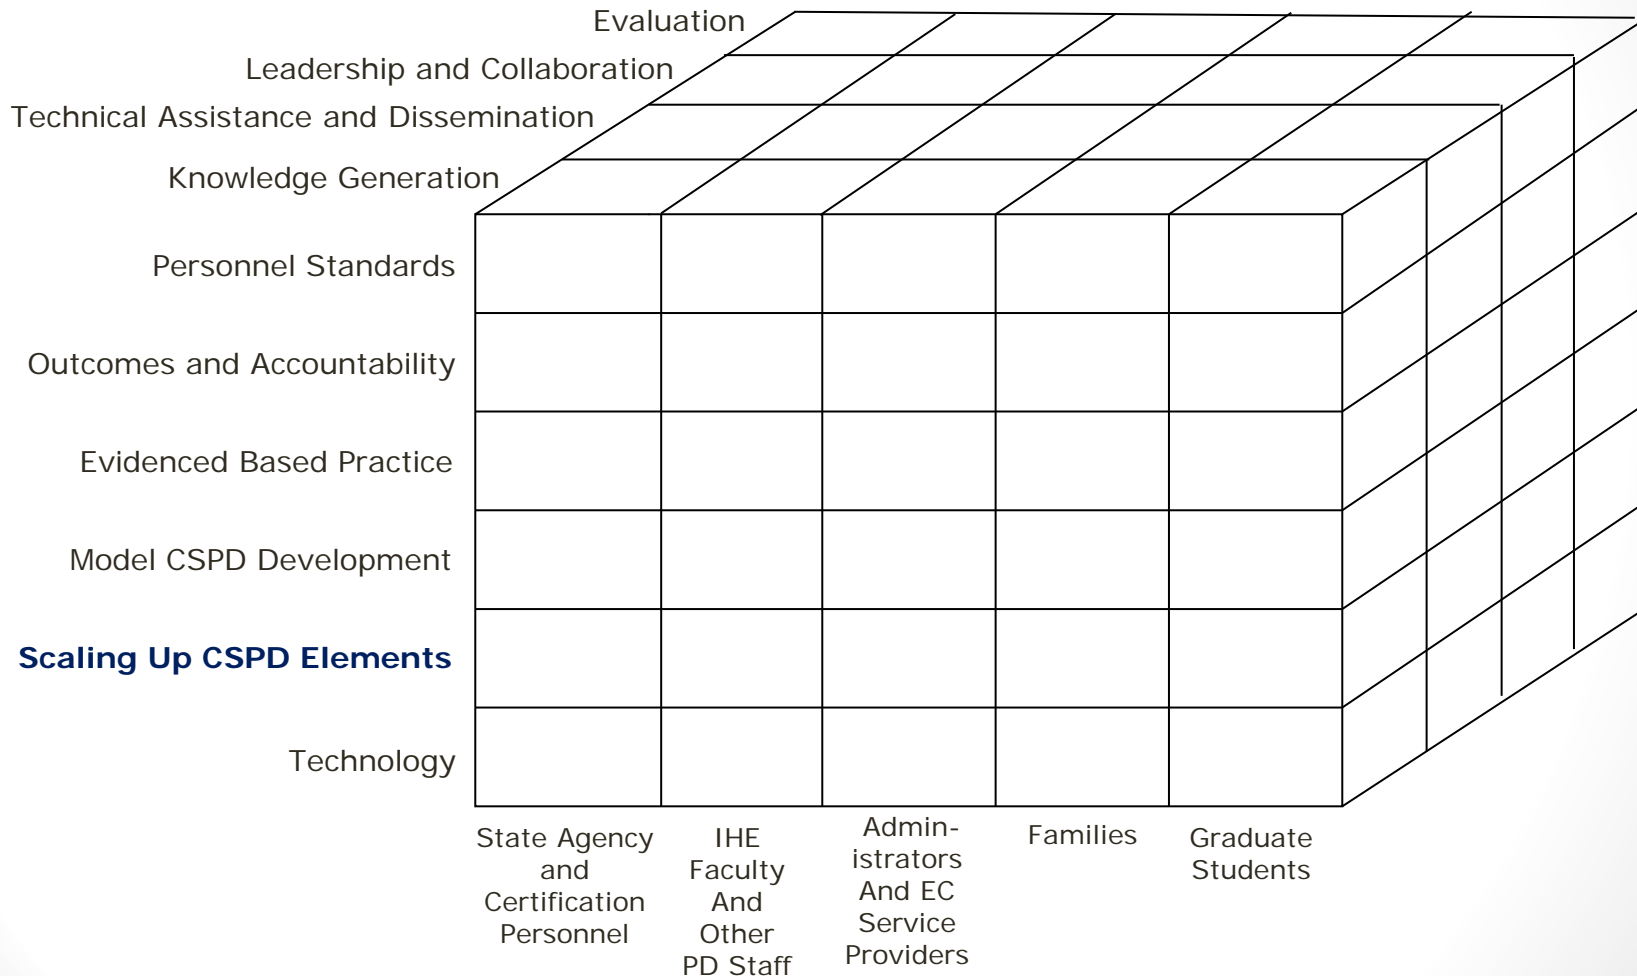 Evaluation
Leadership and Collaboration
Technical Assistance and Dissemination
Knowledge Generation
Personnel Standards
Outcomes and Accountability
Evidenced Based Practice
Model CSPD Development
Scaling Up CSPD Elements
Technology
State Agency
and
Certification
Personnel
IHE
Faculty
And
Other
PD Staff
Admin-
istrators
And EC
Service
Providers
Families
Graduate
Students